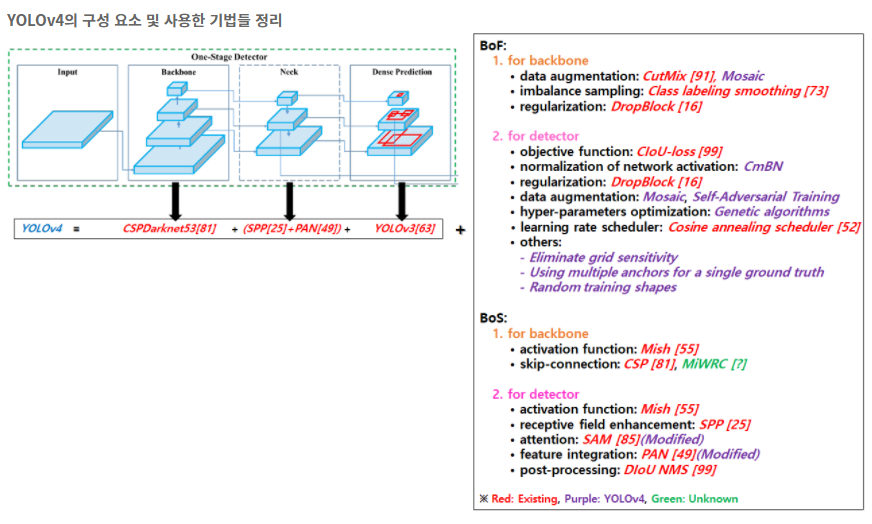 YOLOv4의 구성 요소 및 사용한 기법들 정리
One-Stage Detector
Input
Backbone
Neck
Dense Prediction
YOLOv4 = CSPDarknet53[81] + (SPP[25]+PAN[49]) + YOLOv3[63]
+
BoF:
1. for backbone
• data augmentation: CutMix [91], Mosaic
• imbalance sampling: Class labeling smoothing [73]
• regularization: DropBlock [16]
2. for detector
• objective function: CIoU-loss [99]
• normalization of network activation: CmBN
• regularization: DropBlock [16]
• data augmentation: Mosaic, Self-Adversarial Training
• hyper-parameters optimization: Genetic algorithms
• learning rate scheduler: Cosine annealing scheduler [52]
• others:
- Eliminate grid sensitivity
- Using multiple anchors for a single ground truth
- Random training shapes
BoS:
1. for backbone
• activation function: Mish [55]
• skip-connection: CSP [81], MiWRC [?]
2. for detector
• activation function: Mish [55]
• receptive field enhancement: SPP [25]
• attention: SAM [85](Modified)
• feature integration: PAN [49](Modified)
• post-processing: DIoU NMS [99]
※ Red: Existing, Purple: YOLOv4, Green: Unknown